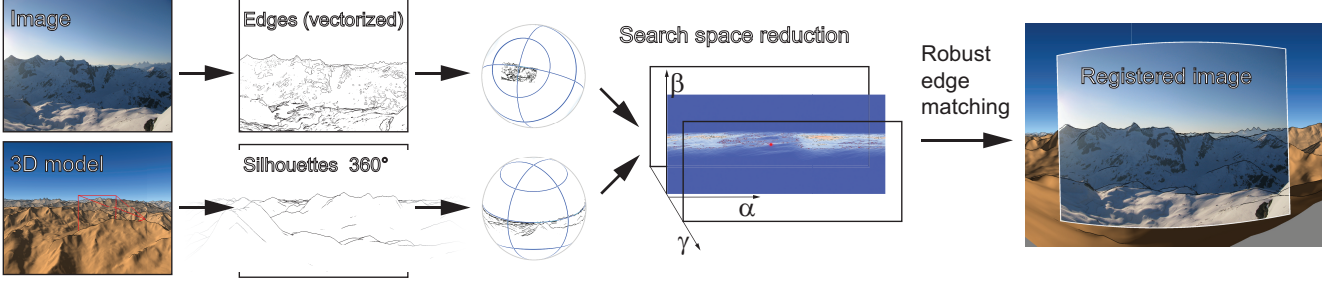 Image
Edges (vectorized)
3D model
Silhouettes 360°
Search space reduction
β
α
γ
Robust
edge
matching
Registered image